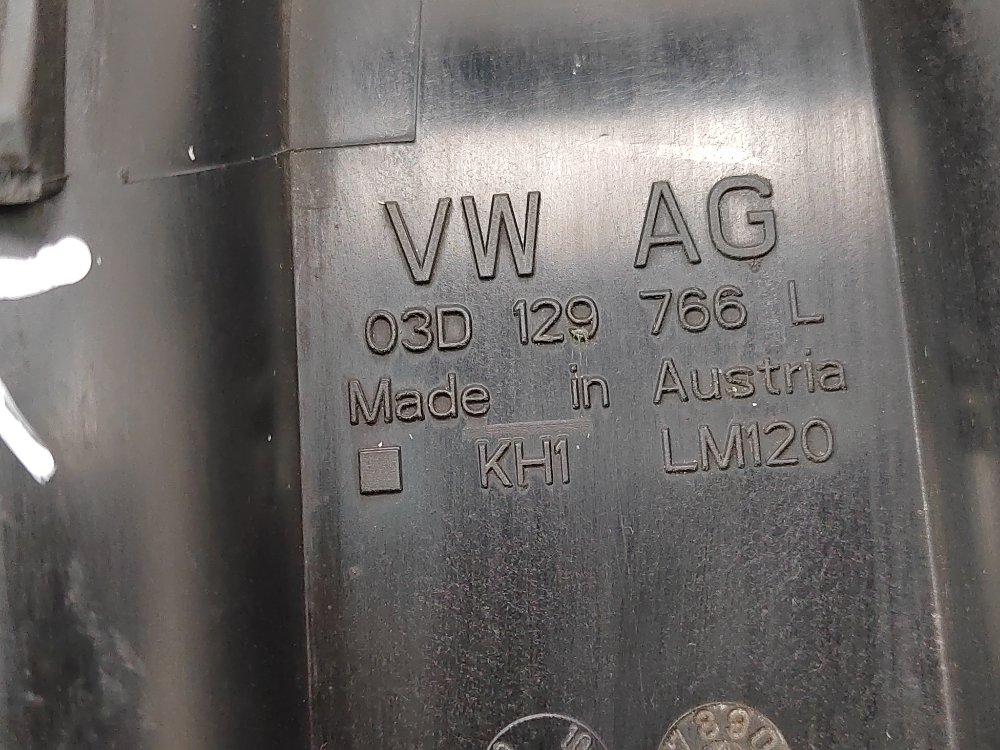 VW AG
03D 129 766 L
Made in Austria
KH1 LM120